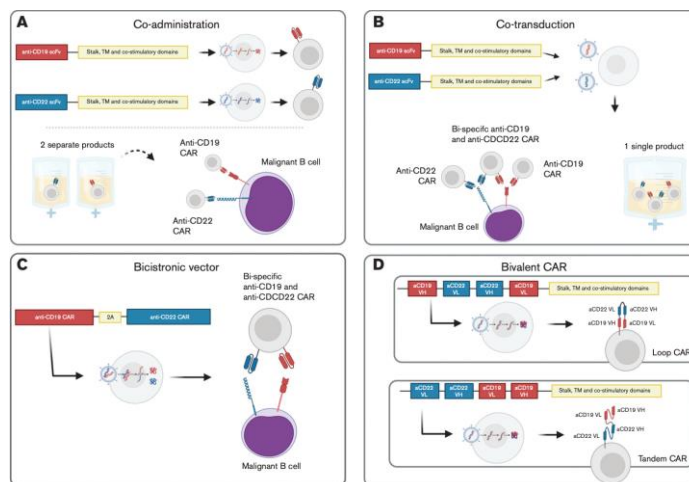 A
Co-administration
anti-CD19 scFv
Stalk, TM and co-stimulatory domains
anti-CD22 scFv
Stalk, TM and co-stimulatory domains
2 separate products
Anti-CD19
CAR
Malignant B cell
Anti-CD22
CAR
B
Co-transduction
anti-CD19 scFv
Stalk, TM and co-stimulatory domains
anti-CD22 scFv
Stalk, TM and co-stimulatory domains
Bi-specifc anti-CD19
and anti-CDCD22 CAR
Anti-CD22
CAR
Anti-CD19
CAR
1 single product
Malignant B cell
C
Bicistronic vector
Bi-specific
anti-CD19 and
anti-CDCD22 CAR
anti-CD19 CAR
2A
anti-CD22 CAR
Malignant B cell
D
Bivalent CAR
aCD19
VH
aCD22
VL
aCD22
VH
aCD19
VL
Stalk, TM and co-stimulatory domains
aCD22 VL
aCD22 VH
aCD19 VH
aCD19 VL
Loop CAR
aCD22
VL
aCD22
VH
aCD19
VL
aCD19
VH
Stalk, TM and co-stimulatory domains
aCD19 VL
aCD19 VH
aCD22 VL
aCD22 VH
Tandem CAR